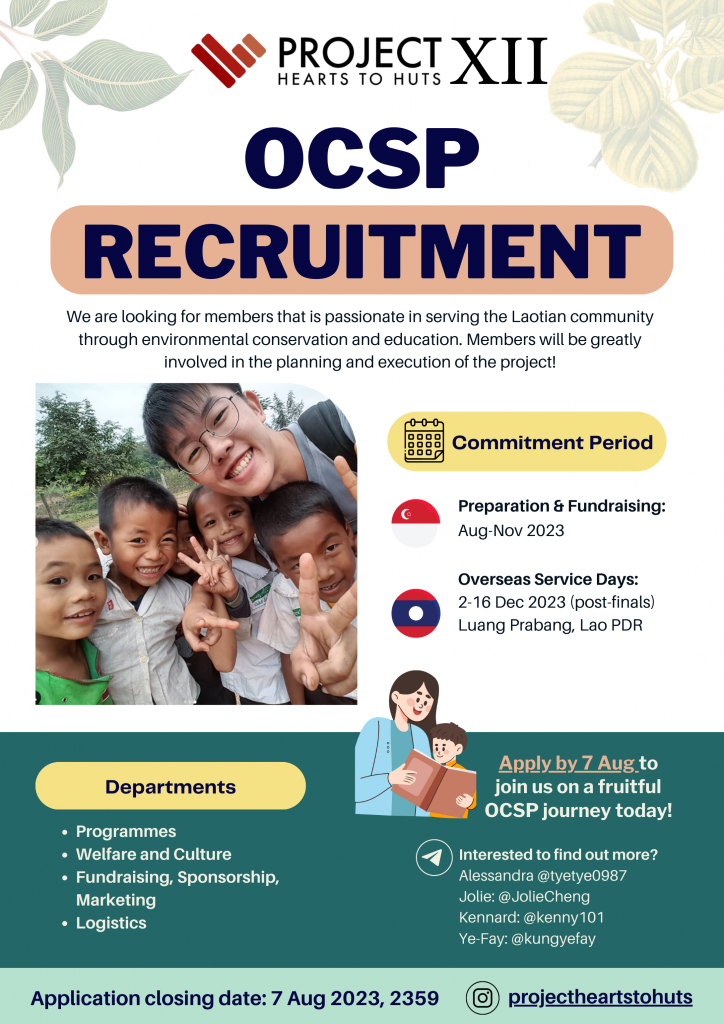 PROJECT XII
HEARTS TO HUTS
OCSP
RECRUITMENT
We are looking for members that is passionate in serving the Laotian community
through environmental conservation and education. Members will be greatly
involved in the planning and execution of the project!
Commitment Period
Preparation & Fundraising:
Aug-Nov 2023
Overseas Service Days:
2-16 Dec 2023 (post-finals)
Luang Prabang, Lao PDR
Departments
Programmes
Welfare and Culture
Fundraising, Sponsorship,
Marketing
Logistics
Apply by 7 Aug to
join us on a fruitful
OCSP journey today!
Interested to find out more?
Alessandra @tyetye0987
Jolie: @JolieCheng
Kennard: @kenny101
Ye-Fay: @kungyefay
Application closing date: 7 Aug 2023, 2359
projectheartstohuts